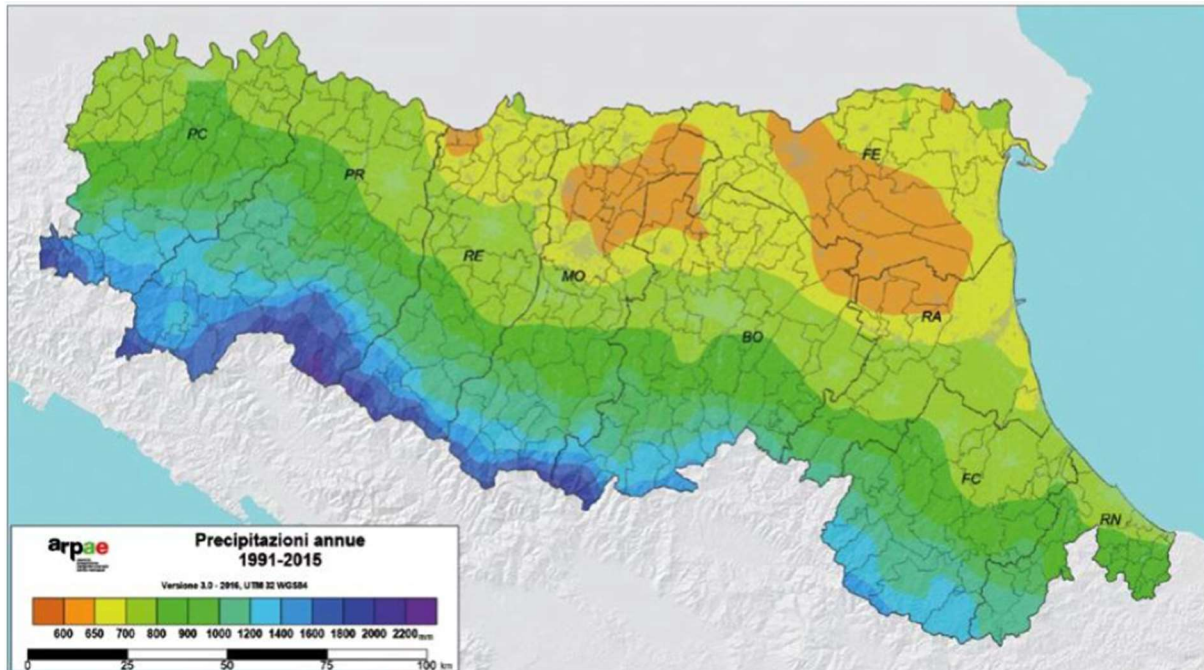 PC
FE
PR
RE
MO
RA
BO
FC
RN
arpae
Precipitazioni annue
1991-2015
Versione 3.0 - 2016, UTM 32 WGS84
600 650 700 800 900 1000 1200 1400 1600 1800 2000 2200 mm
0 25 50 75 100 km